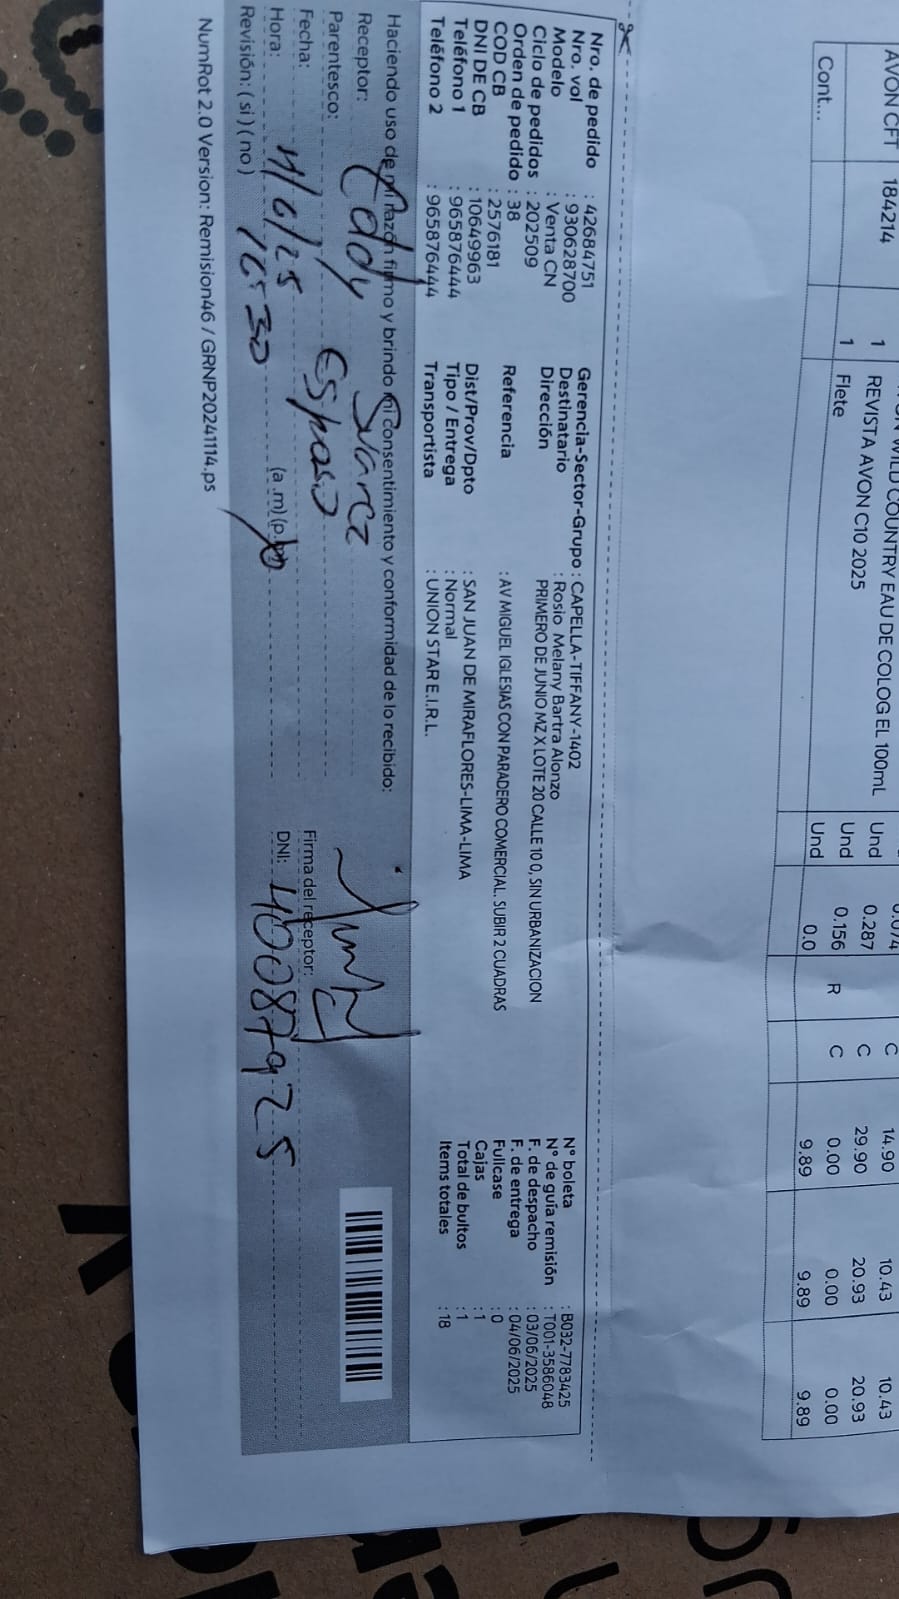 AVON CFT 184214 1 WILD COUNTRY EAU DE COLOG EL 100mL Und 0.074 C 14.90 10.43 10.43
1 REVISTA AVON C10 2025 Und 0.287 C 29.90 20.93 20.93
1 Flete Und 0.156 R C 0.00 0.00 0.00
Cont... Und 0.0 9.89 9.89 9.89
Nro. de pedido : 42684751
Nro. vol : 930628700
Modelo : Venta CN
Ciclo de pedidos : 202509
Orden de pedido : 38
COD CB : 2576181
DNI DE CB : 10649963
Teléfono 1 : 965876444
Teléfono 2 : 965876444
Gerencia-Sector-Grupo : CAPELLA-TIFFANY-1402
Destinatario : Rosio Melany Bartra Alonzo
Dirección PRIMERO DE JUNIO MZ X LOTE 20 CALLE 10 0, SIN URBANIZACION
Referencia : AV MIGUEL IGLESIAS CON PARADERO COMERCIAL. SUBIR 2 CUADRAS
Dist/Prov/Dpto : SAN JUAN DE MIRAFLORES-LIMA-LIMA
Tipo / Entrega : Normal
Transportista : UNION STAR E.I.R.L.
N° boleta : B032-7783425
N° de guía remisión : T001-3586048
F. de despacho : 03/06/2025
F. de entrega : 04/06/2025
Fullcase : 0
Cajas : 1
Total de bultos : 1
Items totales : 18
Haciendo uso de mi razón firmo y brindo mi consentimiento y conformidad de lo recibido:
Receptor: Eddy Suarez
Parentesco: Esposo
Fecha: 4/6/25
Hora: 16:30 (a.m)(p.m)
Revisión: ( si ) ( no )
Firma del receptor:
DNI: 40087925
NumRot 2.0 Version: Remision46 / GRNP20241114.ps